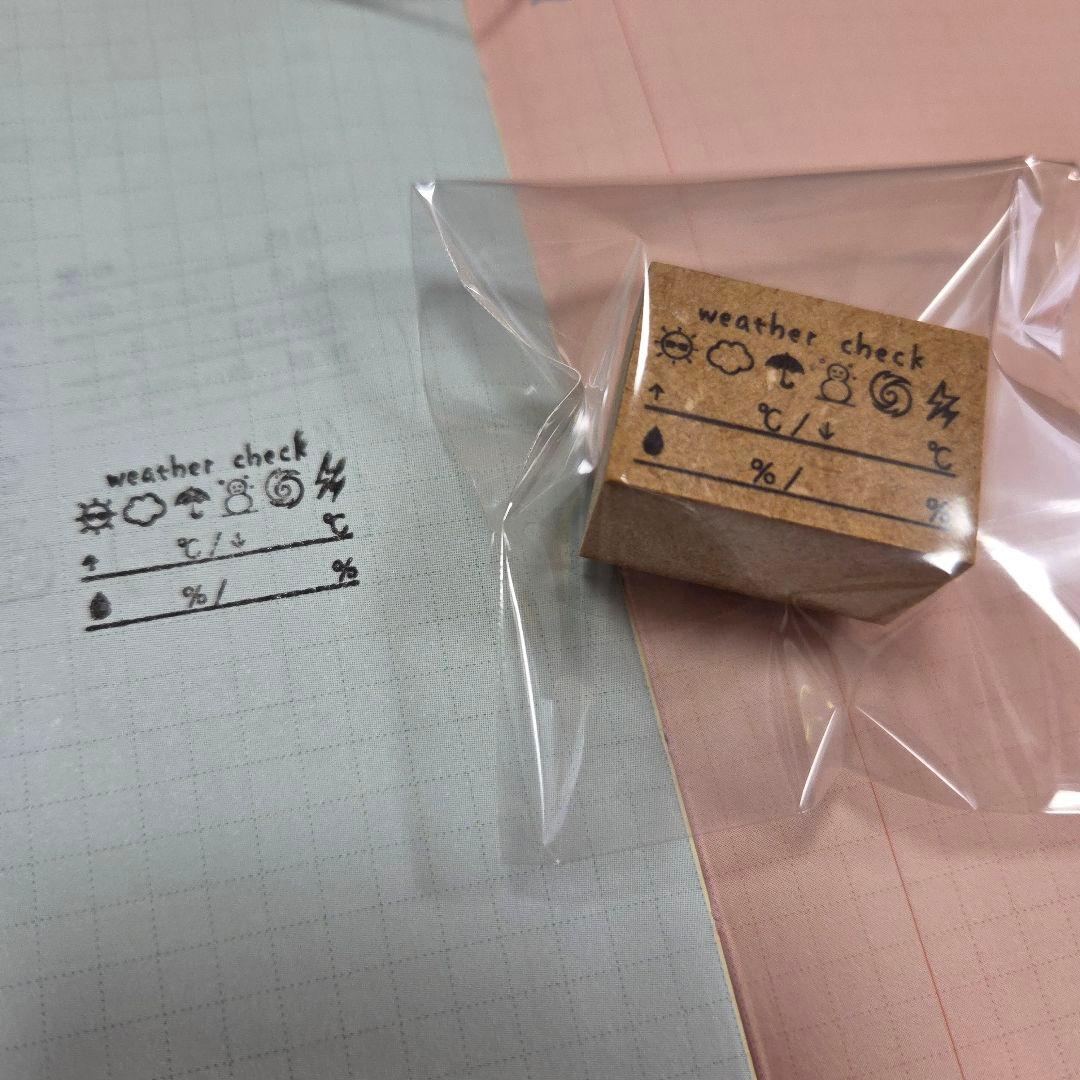 weather check
↑ ℃ / ↓ ℃
% / %
weather check
↑ ℃ / ↓ ℃
% / %